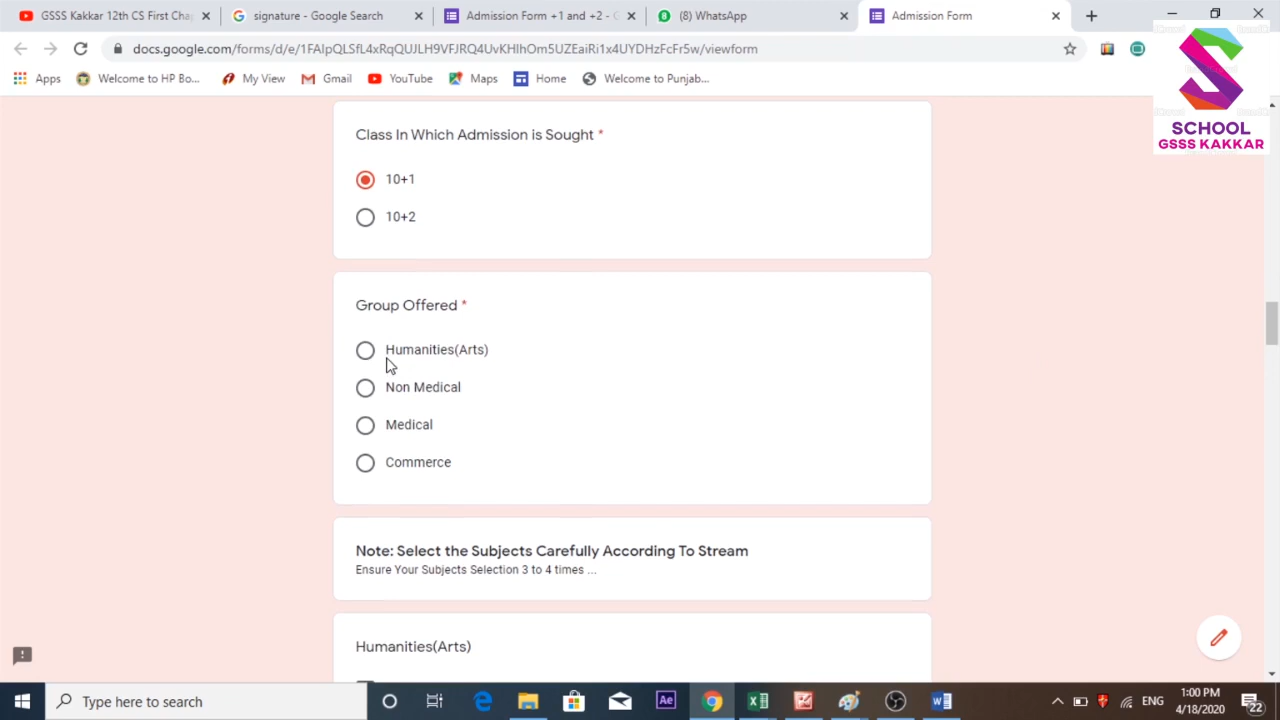 GSSS Kakkar 12th CS First Cha
signature - Google Search
Admission Form +1 and +2 - G
(8) WhatsApp
Admission Form
docs.google.com/forms/d/e/1FAIpQLSfL4xRqQUJLH9VFJRQ4UvKHIhOm5UZEaiRi1x4UYDHzFcFr5w/viewform
Apps
Welcome to HP Bo...
My View
Gmail
YouTube
Maps
Home
Welcome to Punjab...
SCHOOL
GSSS KAKKAR
Class In Which Admission is Sought *
10+1
10+2
Group Offered *
Humanities(Arts)
Non Medical
Medical
Commerce
Note: Select the Subjects Carefully According To Stream
Ensure Your Subjects Selection 3 to 4 times ...
Humanities(Arts)
Type here to search
Ae
ENG
1:00 PM
4/18/2020
22